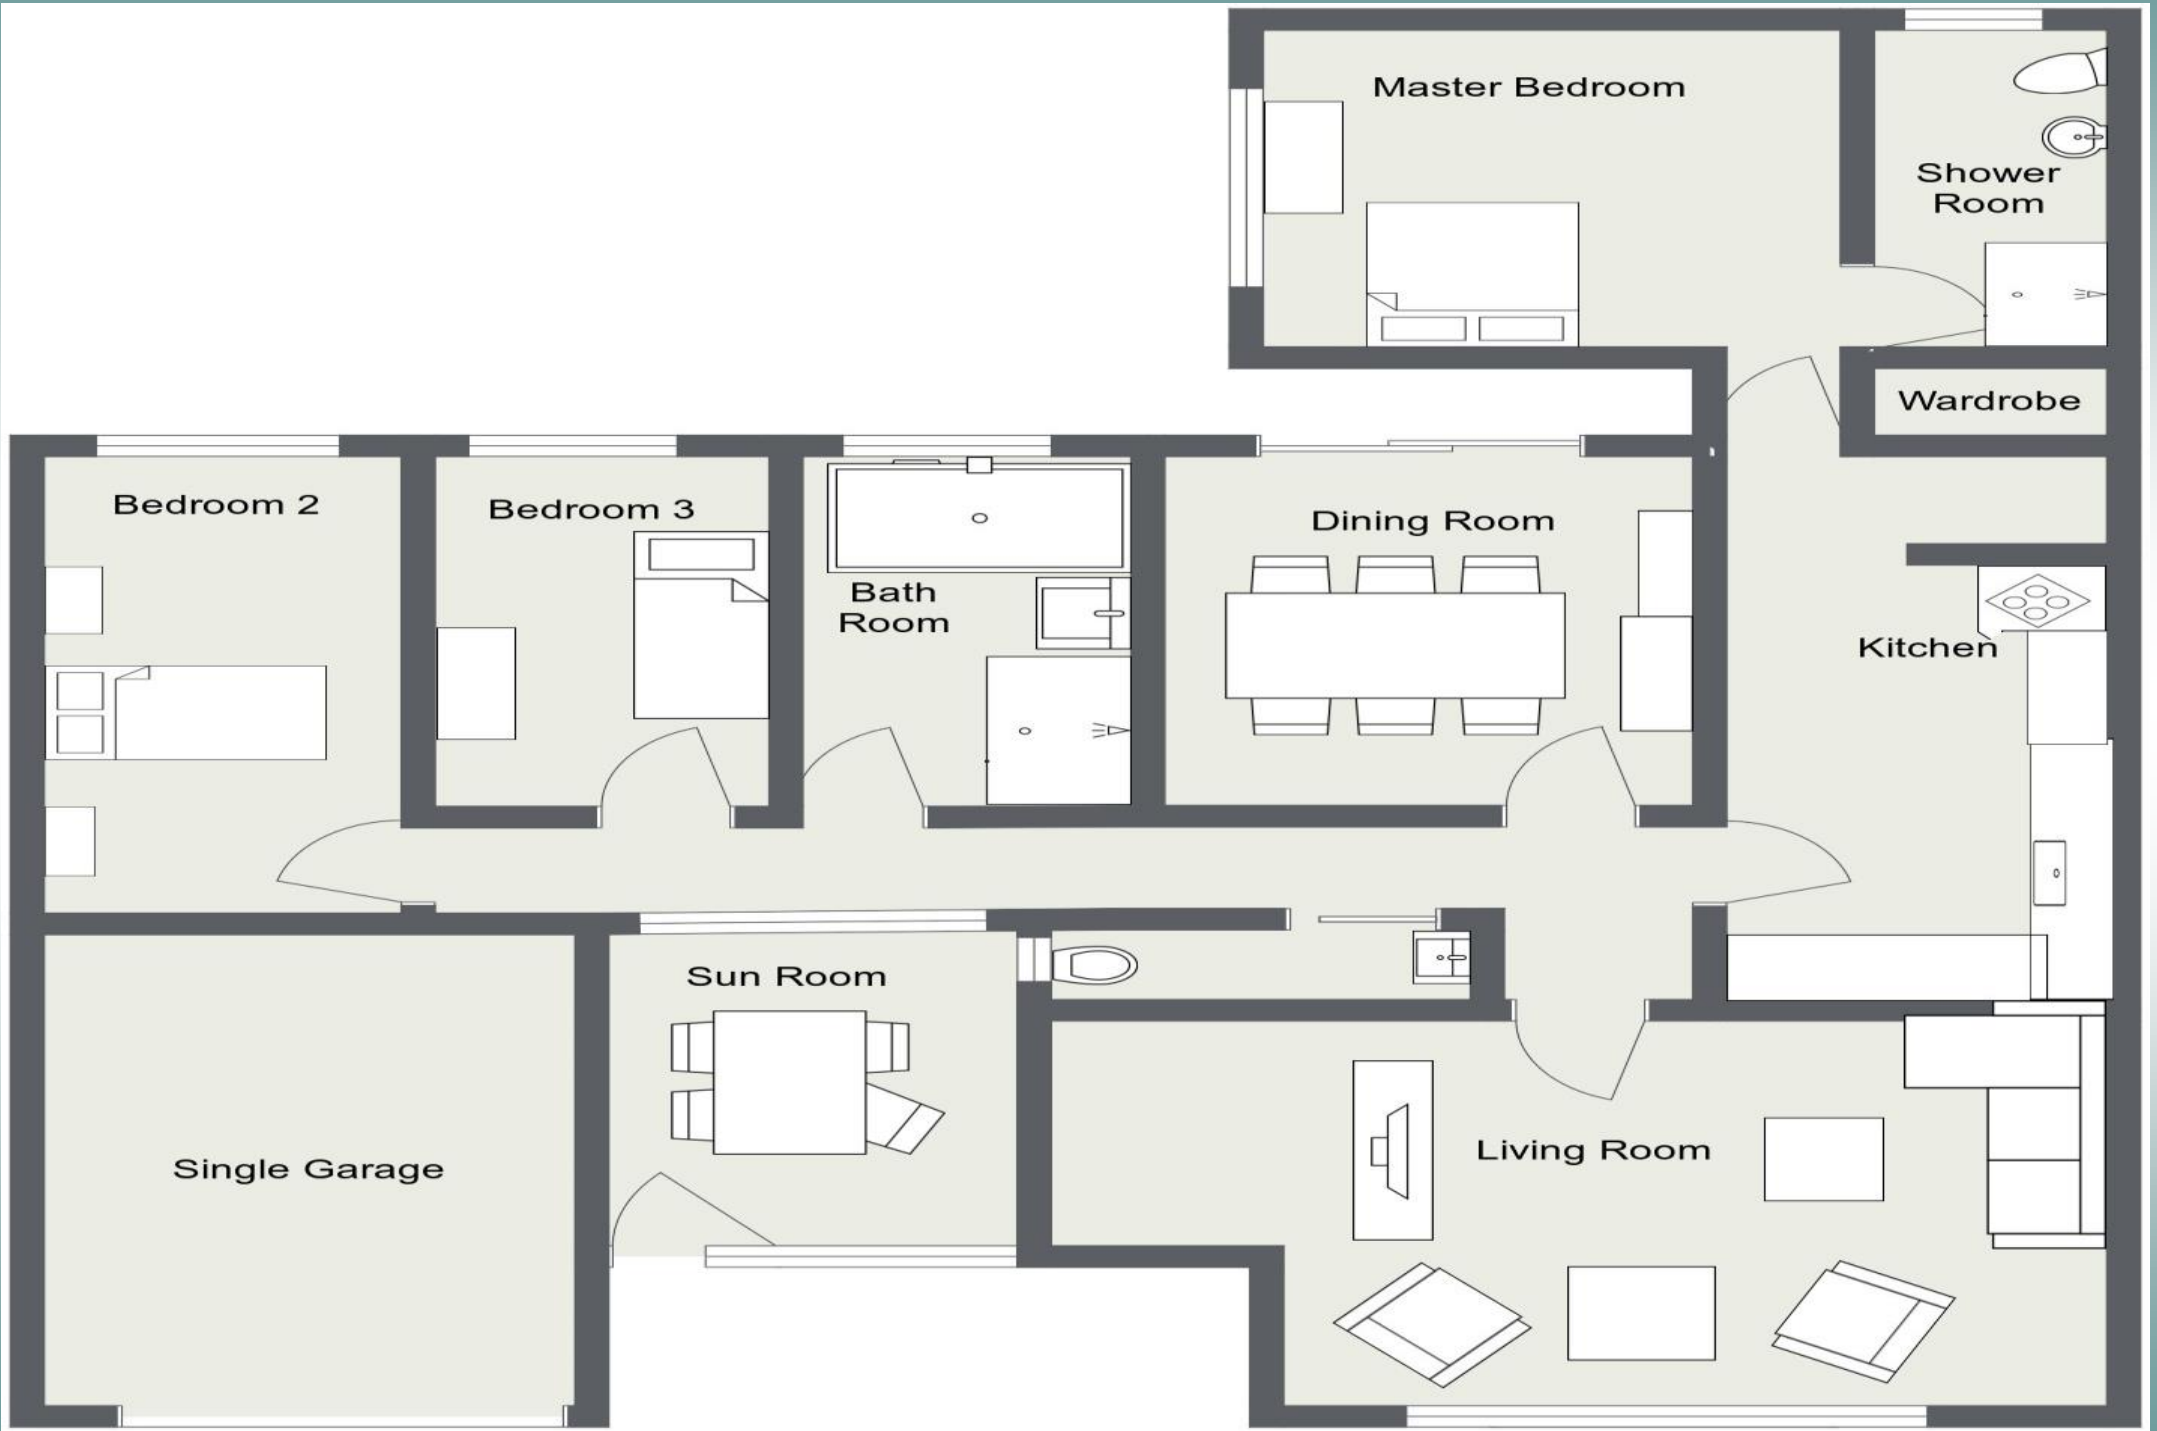 Master Bedroom
Shower
Room
Wardrobe
Bedroom 2
Bedroom 3
Bath
Room
Dining Room
Kitchen
Sun Room
Single Garage
Living Room